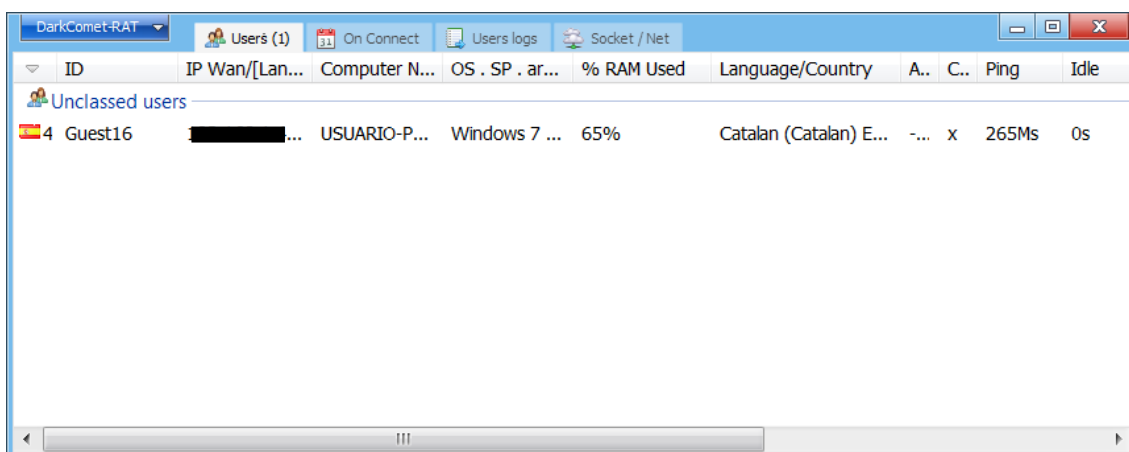 DarkComet-RAT Users (1) 31 On Connect Users logs Socket / Net
ID IP Wan/[Lan... Computer N... OS . SP . ar... % RAM Used Language/Country A.. C.. Ping Idle
Unclassed users
4 Guest16 ... USUARIO-P... Windows 7 ... 65% Catalan (Catalan) E... -... x 265Ms 0s